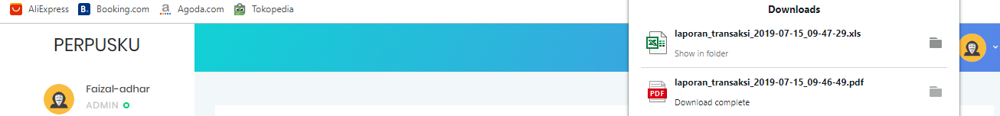 AliExpress Booking.com Agoda.com Tokopedia
PERPUSKU
Faizal-adhar
ADMIN
Downloads
laporan_transaksi_2019-07-15_09-47-29.xls
Show in folder
laporan_transaksi_2019-07-15_09-46-49.pdf
PDF
Download complete